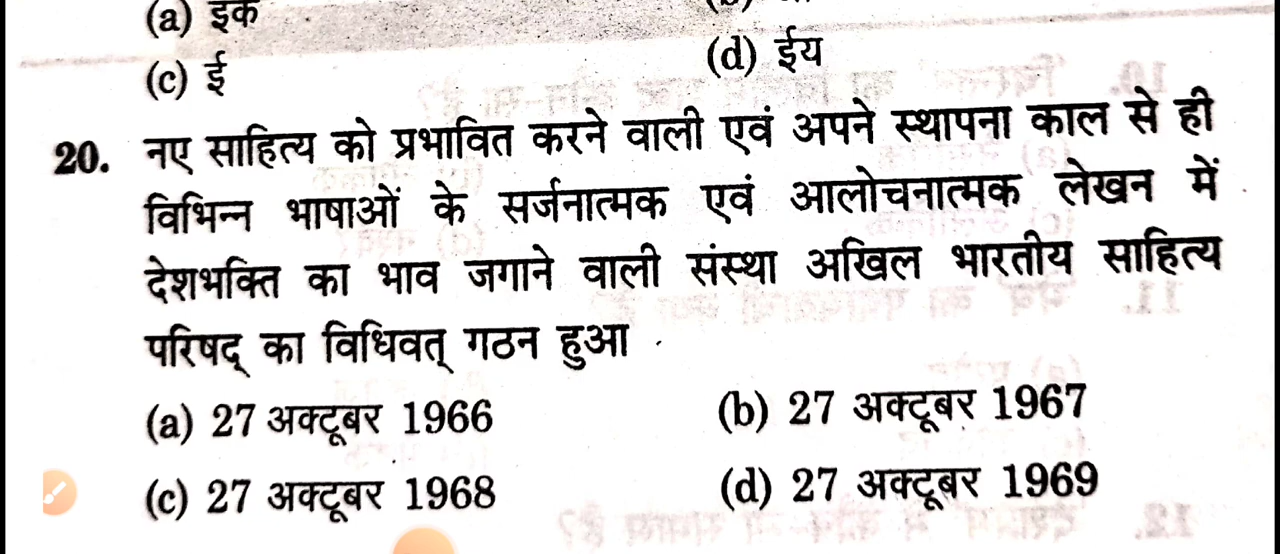 (a) इक
(c) ई
(d) ईय
20. नए साहित्य को प्रभावित करने वाली एवं अपने स्थापना काल से ही
विभिन्न भाषाओं के सर्जनात्मक एवं आलोचनात्मक लेखन में
देशभक्ति का भाव जगाने वाली संस्था अखिल भारतीय साहित्य
परिषद् का विधिवत् गठन हुआ
(a) 27 अक्टूबर 1966
(b) 27 अक्टूबर 1967
(c) 27 अक्टूबर 1968
(d) 27 अक्टूबर 1969